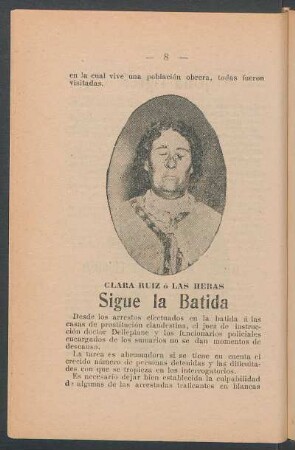 — 8 —
en la cual vive una población obrera, todas fueron
visitadas.
CLARA RUIZ o LAS HERAS
Sigue la Batida
Desde los arrestos efectuados en la batida á las
casas de prostitución clandestina, el juez de instruc-
ción doctor Dellepiane y los funcionarios policiales
encargados de los sumarios no se dan momentos de
descanso.
La tarea es abrumadora si se tiene en cuenta el
crecido número de personas detenidas y las dificulta-
des con que se tropieza en los interrogatorios.
Es necesario dejar bien establecida la culpabilidad
de algunas de las arrestadas traficantes en blancas